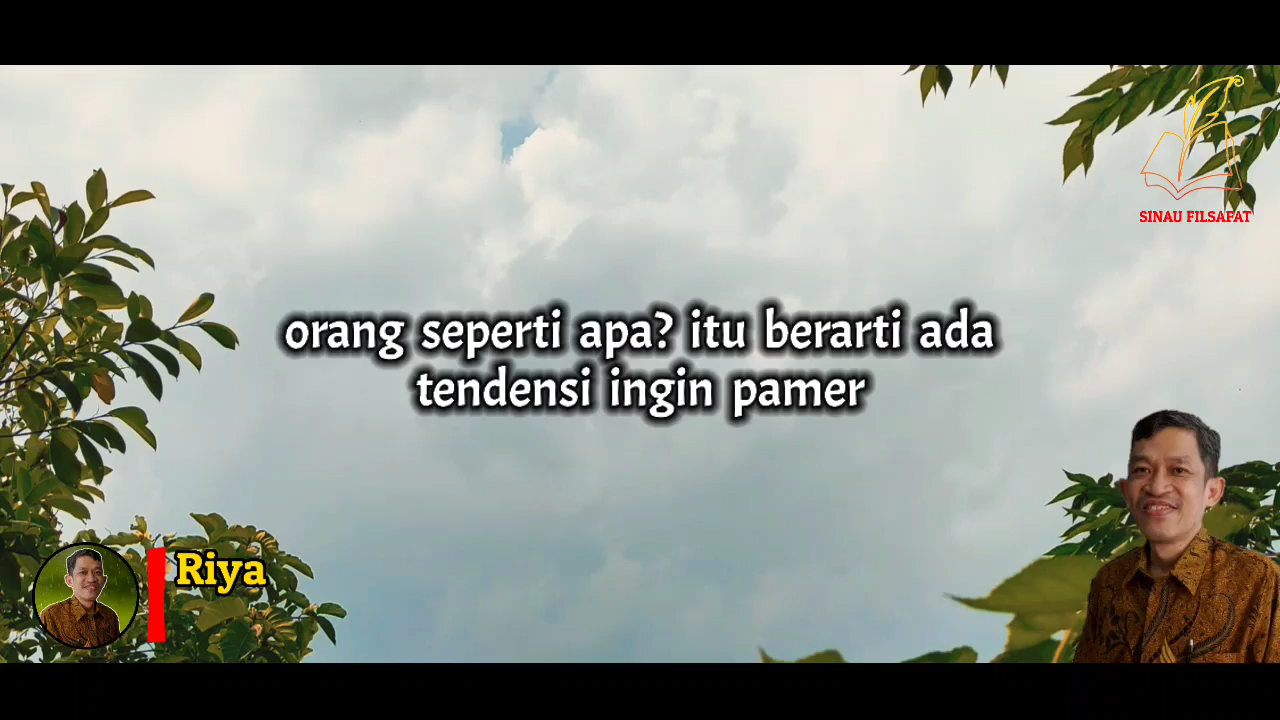 SINAU FILSAFAT
orang seperti apa? itu berarti ada
tendensi ingin pamer
Riya